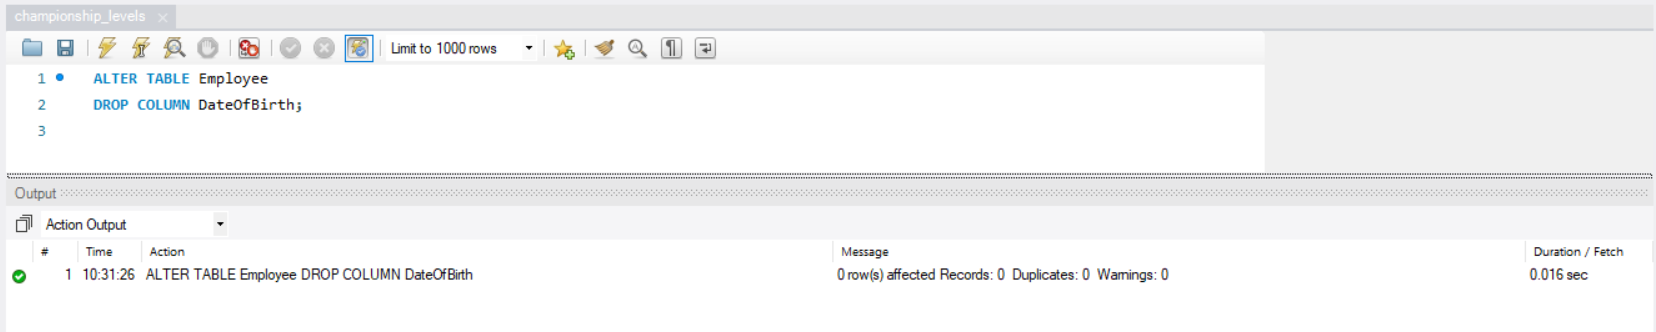 championship_levels
Limit to 1000 rows
1 ALTER TABLE Employee
2 DROP COLUMN DateOfBirth;
3
Output
Action Output
# Time Action Message Duration / Fetch
1 10:31:26 ALTER TABLE Employee DROP COLUMN DateOfBirth 0 row(s) affected Records: 0 Duplicates: 0 Warnings: 0 0.016 sec